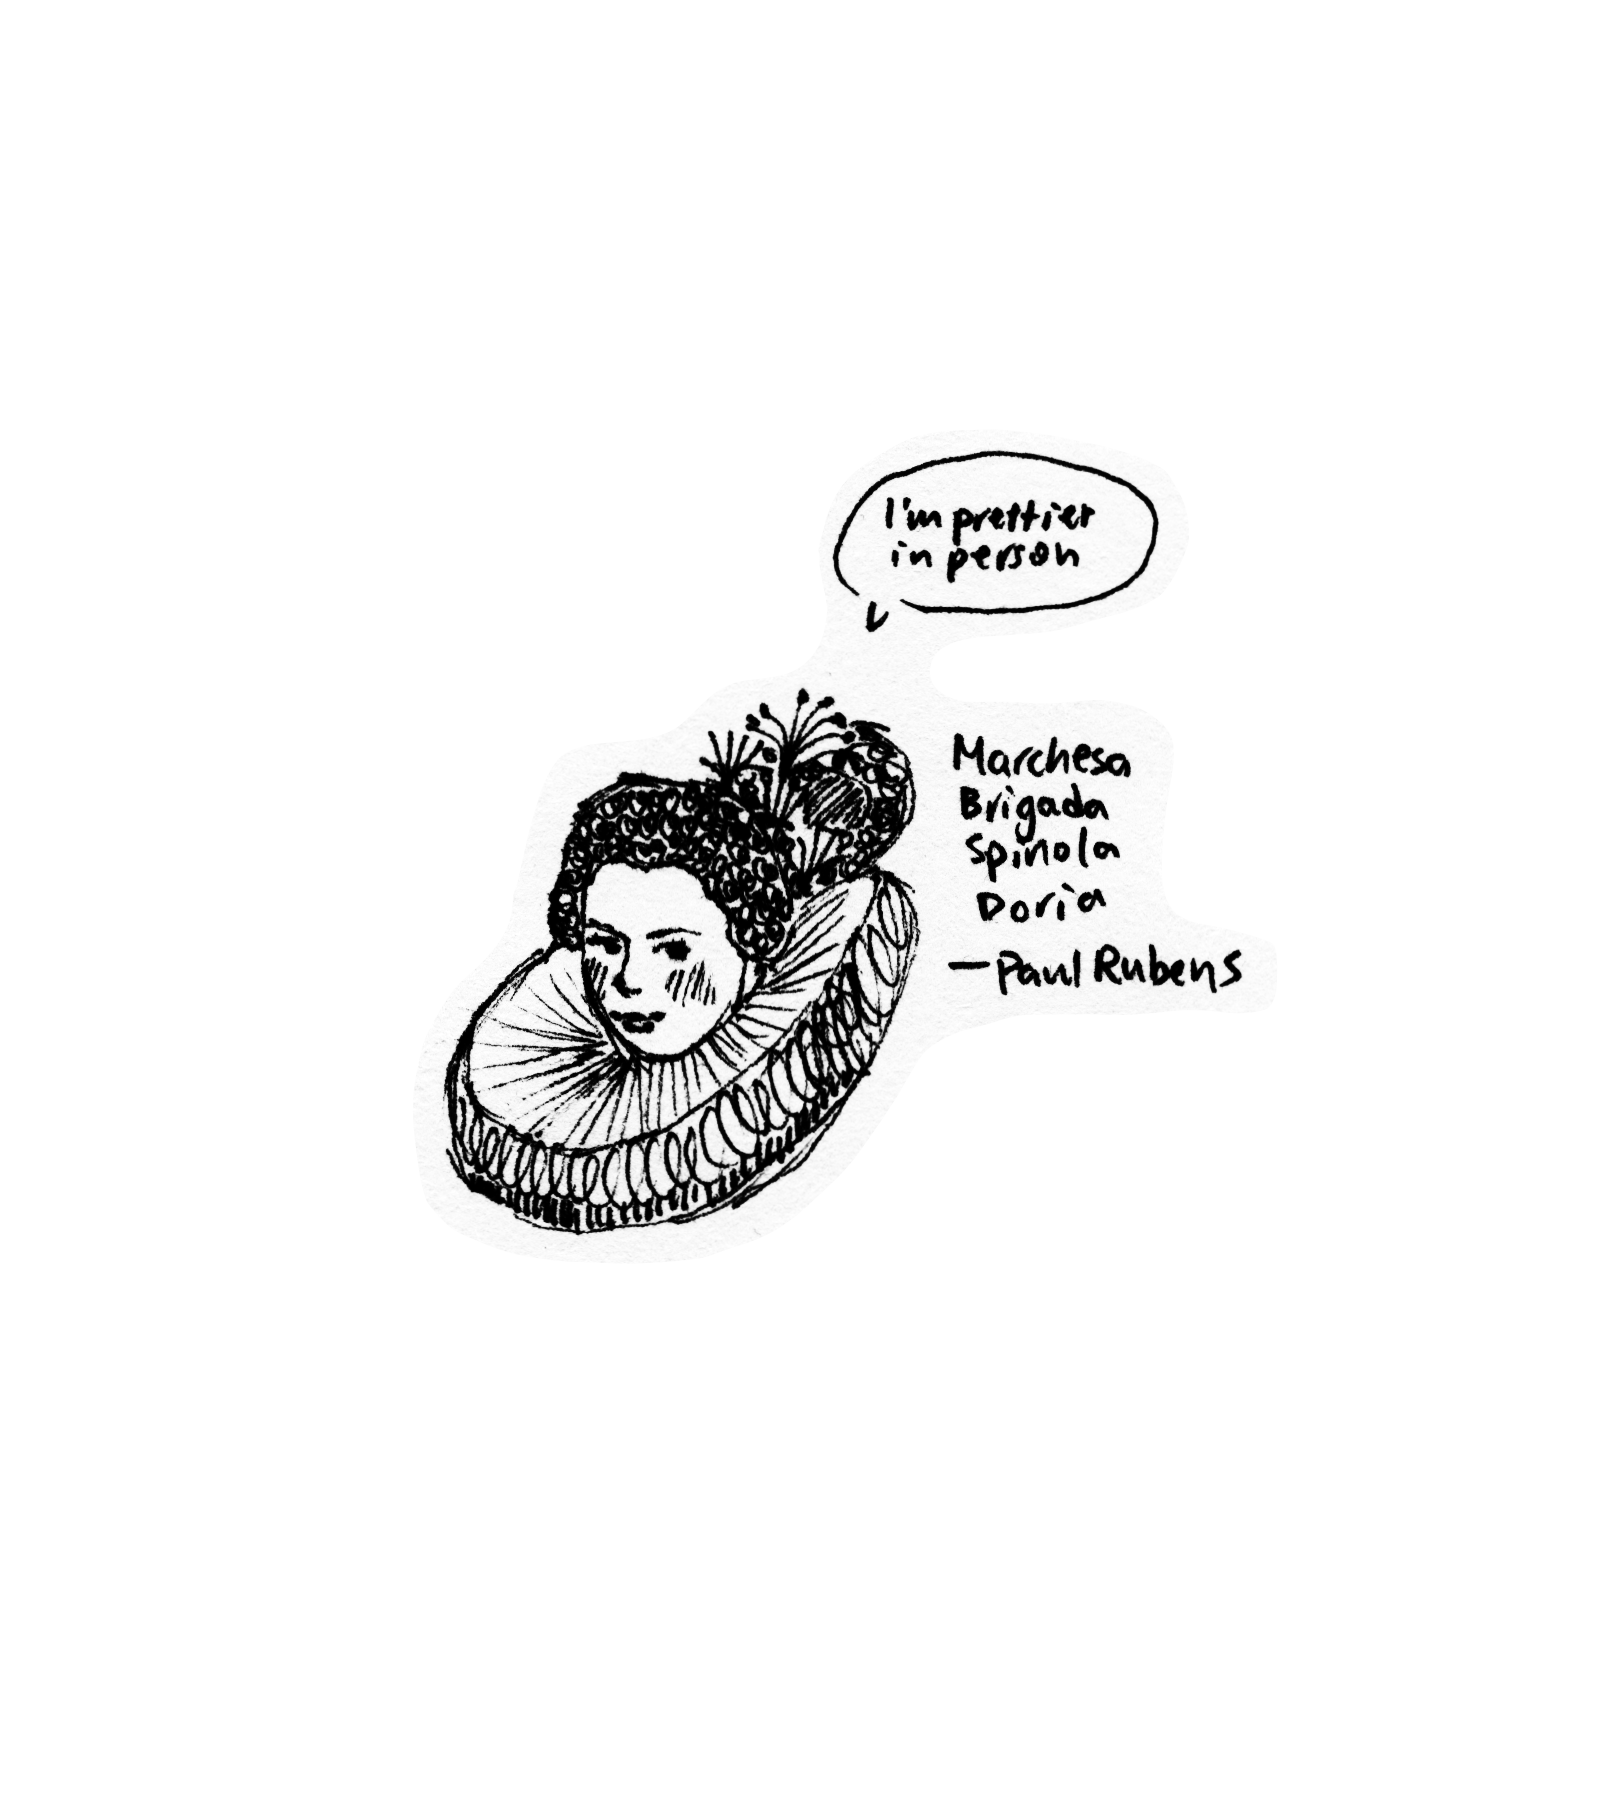 I'm prettier
in person
Marchesa
Brigada
Spinola
Doria
—Paul Rubens